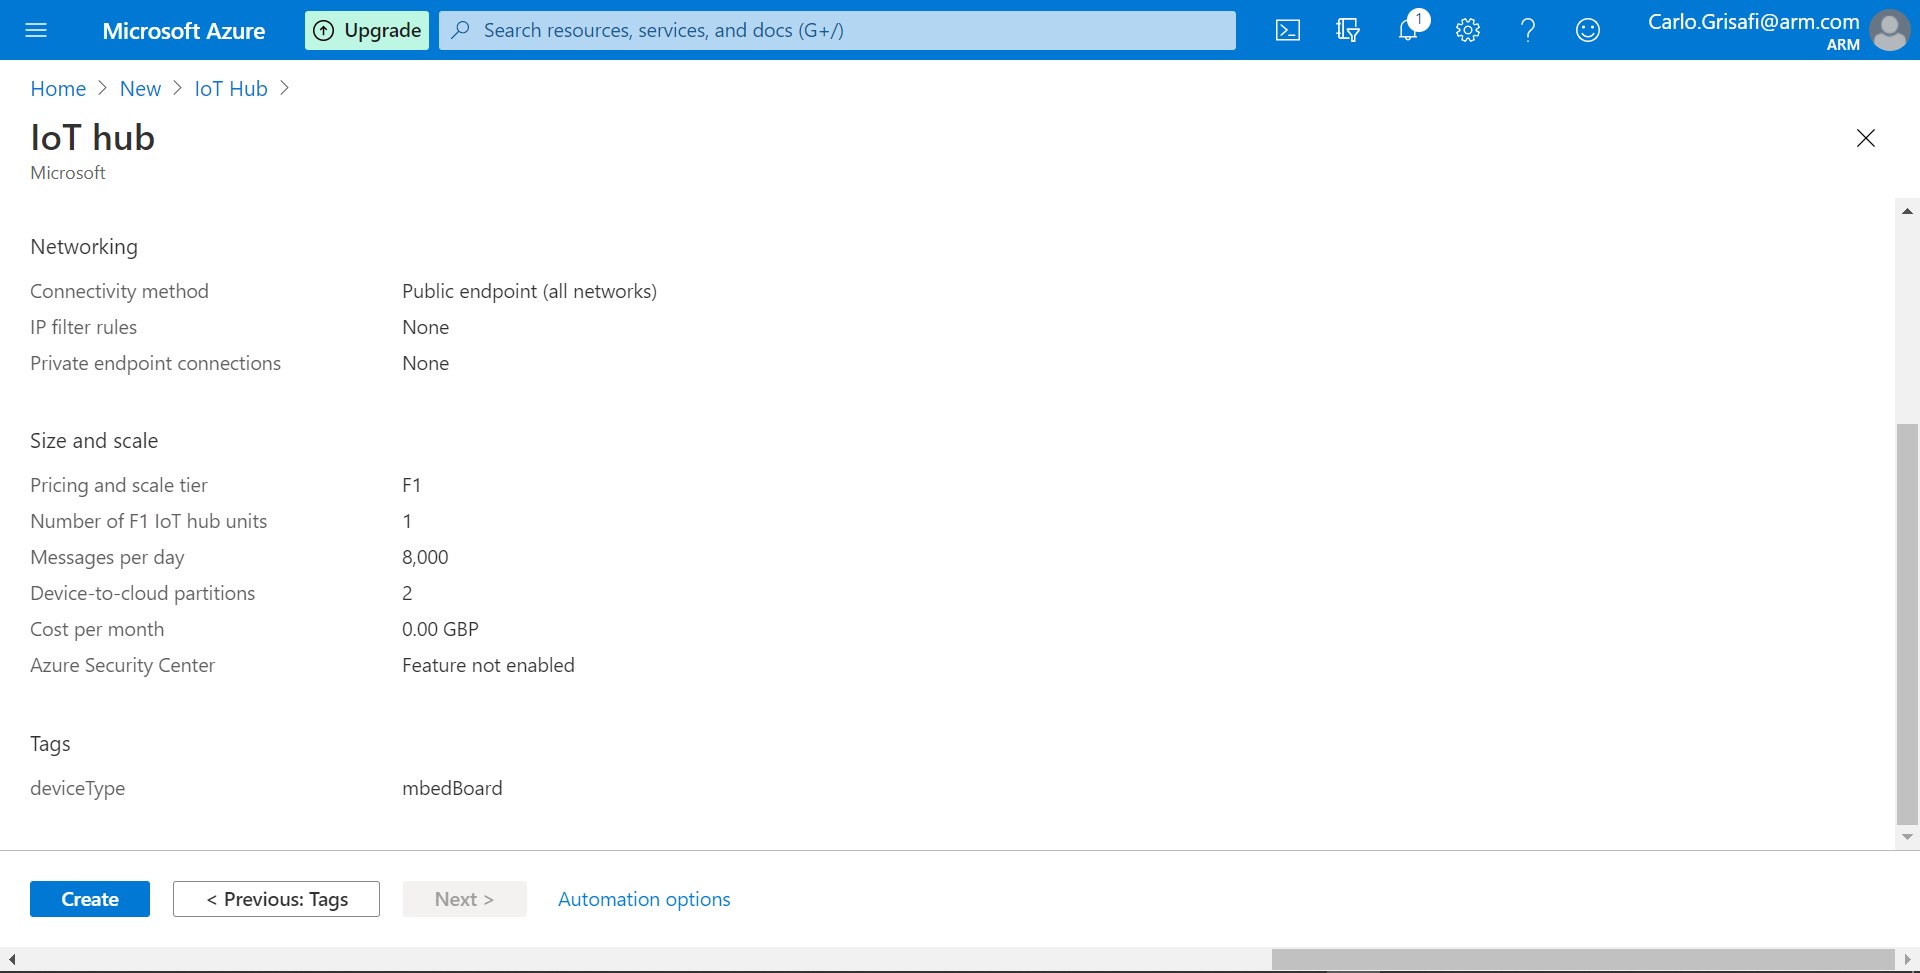 Microsoft Azure
Upgrade
Search resources, services, and docs (G+/)
1
Carlo.Grisafi@arm.com
ARM
Home > New > IoT Hub >
IoT hub
Microsoft
Networking
Connectivity method Public endpoint (all networks)
IP filter rules None
Private endpoint connections None
Size and scale
Pricing and scale tier F1
Number of F1 IoT hub units 1
Messages per day 8,000
Device-to-cloud partitions 2
Cost per month 0.00 GBP
Azure Security Center Feature not enabled
Tags
deviceType mbedBoard
Create < Previous: Tags Next > Automation options